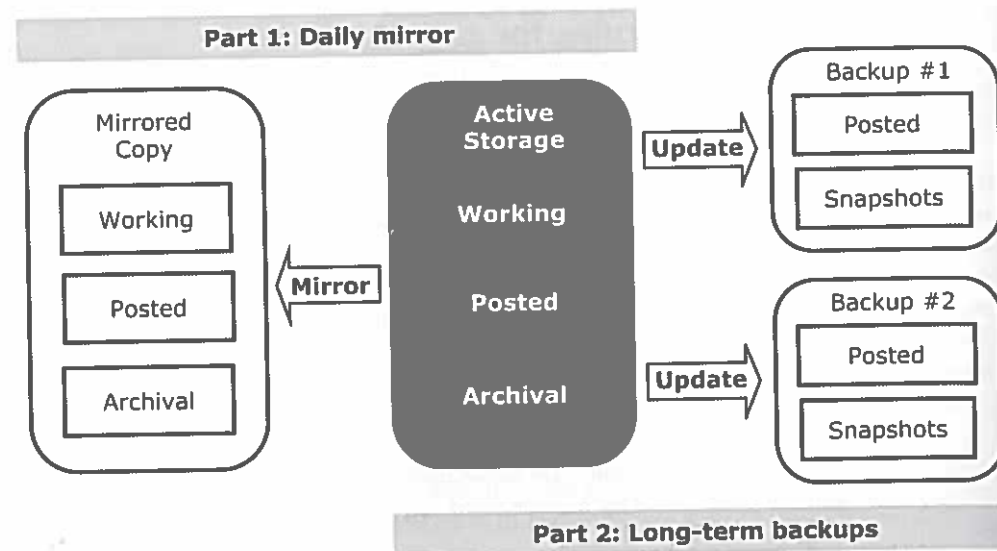 Part 1: Daily mirror
Mirrored
Copy
Working
Posted
Archival
Mirror
Active
Storage
Working
Posted
Archival
Update
Update
Backup #1
Posted
Snapshots
Backup #2
Posted
Snapshots
Part 2: Long-term backups